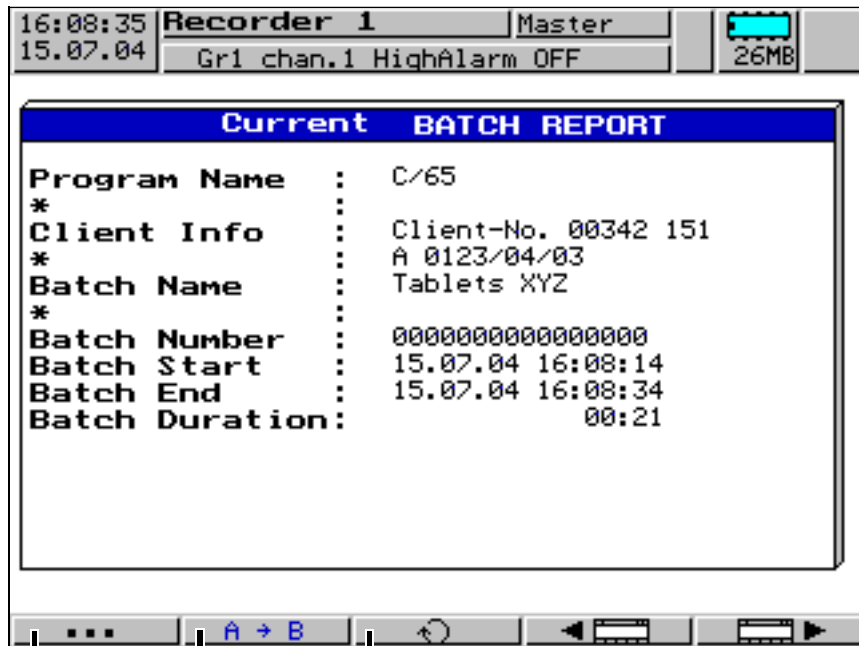 16:08:35 Recorder 1 Master
15.07.04 Gr1 chan.1 HighAlarm OFF 26MB
Current BATCH REPORT
Program Name : C/65
* :
Client Info : Client-No. 00342 151
* : A 0123/04/03
Batch Name : Tablets XYZ
* :
Batch Number : 0000000000000000
Batch Start : 15.07.04 16:08:14
Batch End : 15.07.04 16:08:34
Batch Duration: 00:21
... A → B